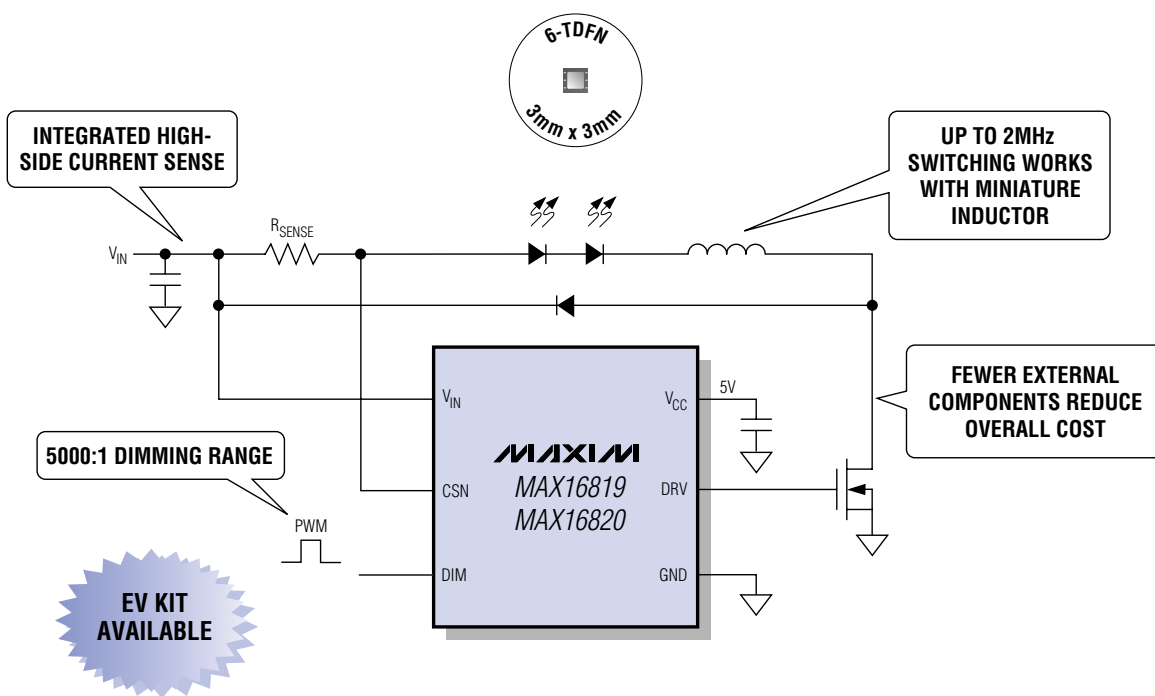 6-TDFN
3mm x 3mm
INTEGRATED HIGH-
SIDE CURRENT SENSE
UP TO 2MHz
SWITCHING WORKS
WITH MINIATURE
INDUCTOR
RSENSE
VIN
FEWER EXTERNAL
COMPONENTS REDUCE
OVERALL COST
VIN
VCC
5V
5000:1 DIMMING RANGE
MAXIM
MAX16819
MAX16820
CSN
DRV
PWM
DIM
GND
EV KIT
AVAILABLE